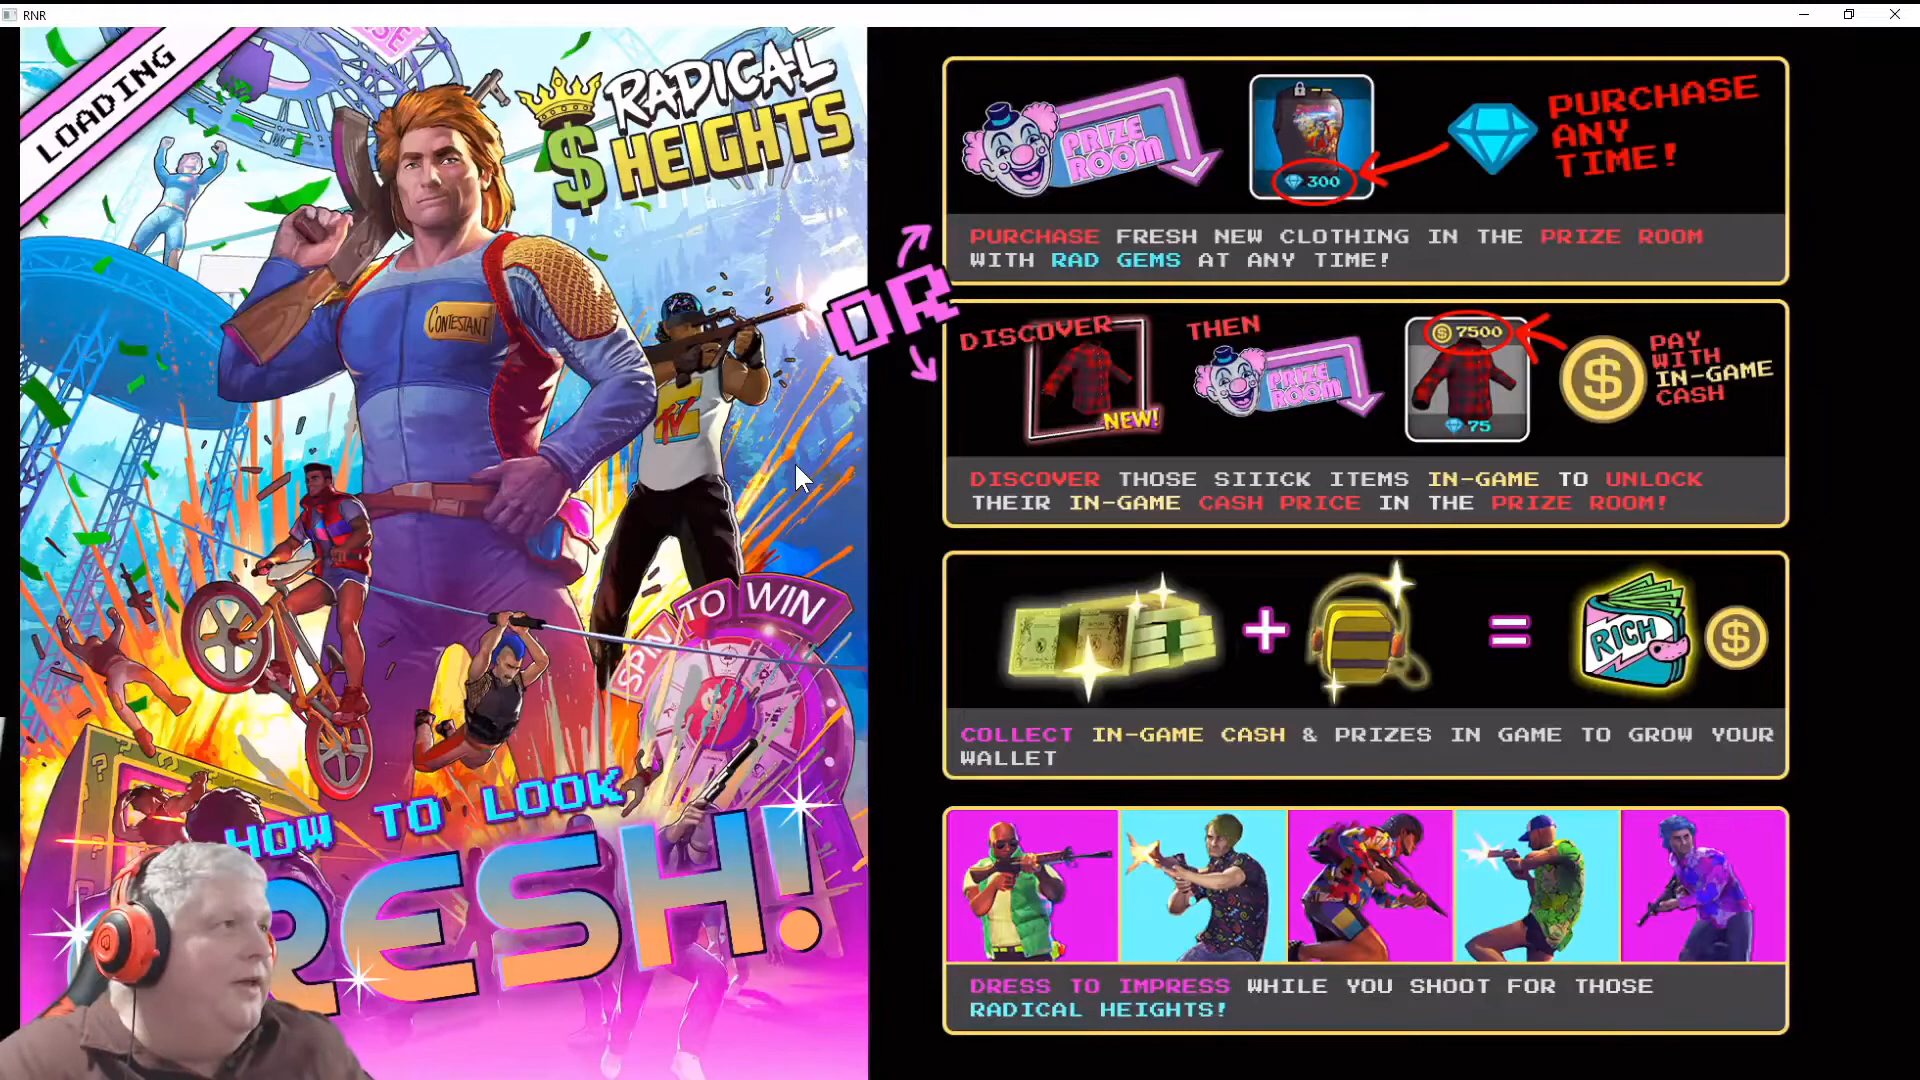 RNR
LOADING
RADICAL
$ HEIGHTS
CONTESTANT
TV
SPIN TO WIN
HOW TO LOOK
RESH!
OR
PRIZE
ROOM
300
PURCHASE
ANY
TIME!
PURCHASE FRESH NEW CLOTHING IN THE PRIZE ROOM
WITH RAD GEMS AT ANY TIME!
DISCOVER
NEW!
THEN
PRIZE
ROOM
7500
75
$
PAY
WITH
IN-GAME
CASH
DISCOVER THOSE SIIICK ITEMS IN-GAME TO UNLOCK
THEIR IN-GAME CASH PRICE IN THE PRIZE ROOM!
+ =
RICH
$
COLLECT IN-GAME CASH & PRIZES IN GAME TO GROW YOUR
WALLET
DRESS TO IMPRESS WHILE YOU SHOOT FOR THOSE
RADICAL HEIGHTS!